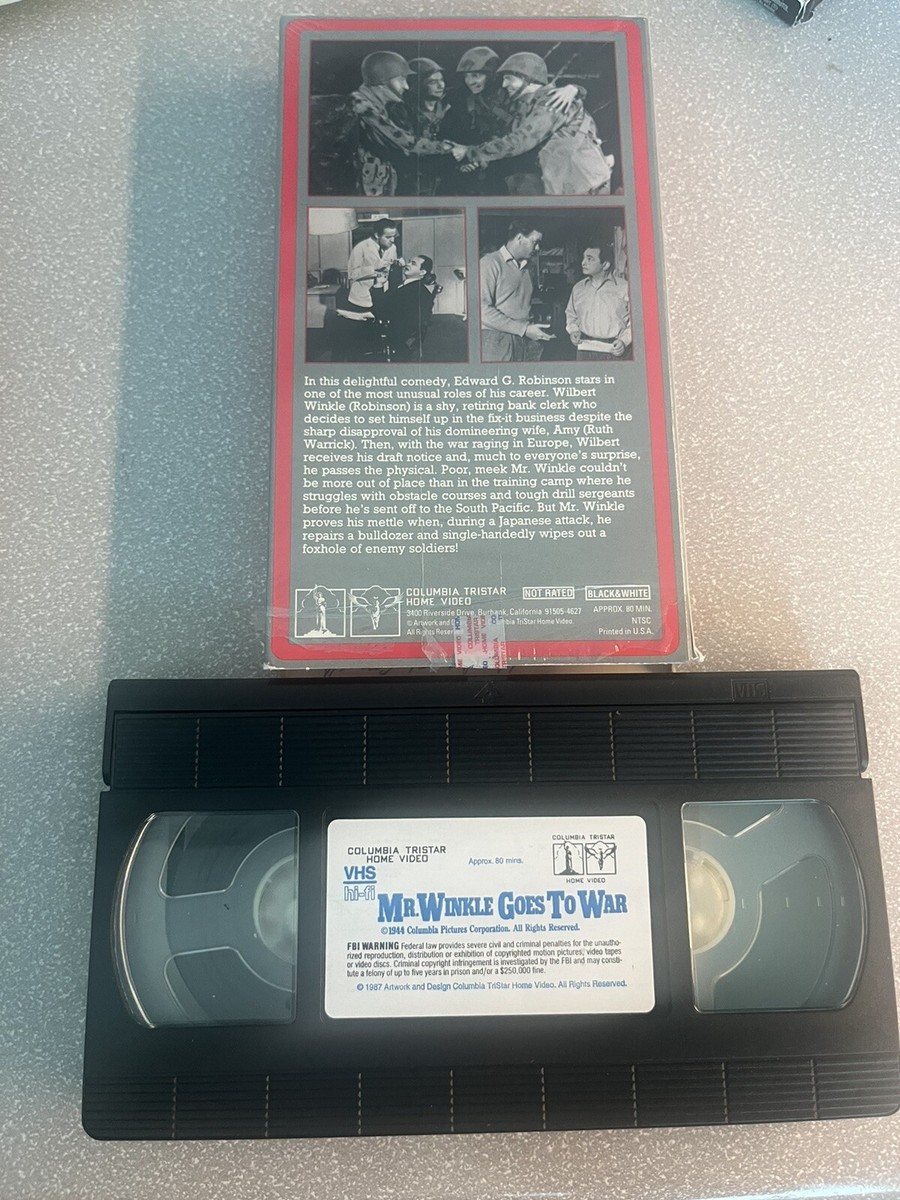 In this delightful comedy, Edward G. Robinson stars in
one of the most unusual roles of his career. Wilbert
Winkle (Robinson) is a shy, retiring bank clerk who
decides to set himself up in the fix-it business despite the
sharp disapproval of his domineering wife, Amy (Ruth
Warrick). Then, with the war raging in Europe, Wilbert
receives his draft notice and, much to everyone's surprise,
he passes the physical. Poor, meek Mr. Winkle couldn't
be more out of place than in the training camp where he
struggles with obstacle courses and tough drill sergeants
before he's sent off to the South Pacific. But Mr. Winkle
proves his mettle when, during a Japanese attack, he
repairs a bulldozer and single-handedly wipes out a
foxhole of enemy soldiers!
COLUMBIA TRISTAR
HOME VIDEO
NOT RATED
BLACK&WHITE
3400 Riverside Drive, Burbank, California 91505-4627
APPROX. 80 MIN.
© Artwork and
TriStar Home Video.
NTSC
All Rights
Printed in U.S.A.
VHS
COLUMBIA TRISTAR
HOME VIDEO
Approx. 80 mins.
COLUMBIA TRISTAR
HOME VIDEO
VHS
hi-fi
MR. WINKLE GOES TO WAR
©1944 Columbia Pictures Corporation. All Rights Reserved.
FBI WARNING Federal law provides severe civil and criminal penalties for the unautho-
rized reproduction, distribution or exhibition of copyrighted motion pictures, video tapes
or video discs. Criminal copyright infringement is investigated by the FBI and may consti-
tute a felony of up to five years in prison and/or a $250,000 fine.
© 1987 Artwork and Design Columbia TriStar Home Video. All Rights Reserved.